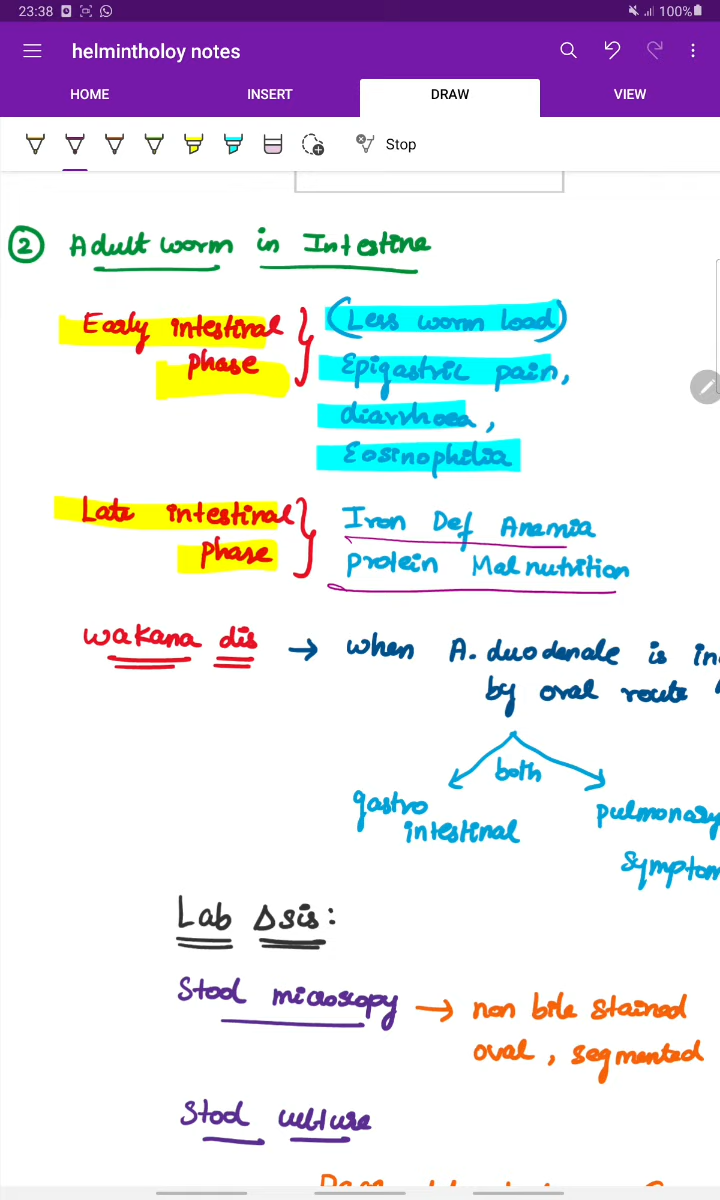 23:38 100%
helmintholoy notes
HOME INSERT DRAW VIEW
Stop
2 Adult worm in Intestine
Early intestinal phase } (Less worm load)
Epigastric pain,
diarrhoea,
Eosinophilia
Late intestinal phase } Iron Def Anemia
Protein Malnutrition
wakana dis → when A. duodenale is
by oral route
both
gastro intestinal
pulmonary
symptom
Lab Δsis:
Stool microscopy → non bile stained
oval, segmented
Stool culture